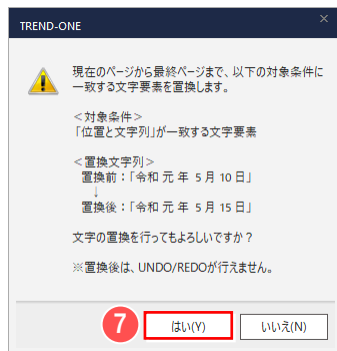 TREND-ONE
現在のページから最終ページまで、以下の対象条件に
一致する文字要素を置換します。
＜対象条件＞
「位置と文字列」が一致する文字要素
＜置換文字列＞
置換前：「令和 元 年  5 月 10 日」
↓
置換後：「令和 元 年  5 月 15 日」
文字の置換を行ってもよろしいですか？
※置換後は、UNDO/REDOが行えません。
7
はい(Y)
いいえ(N)